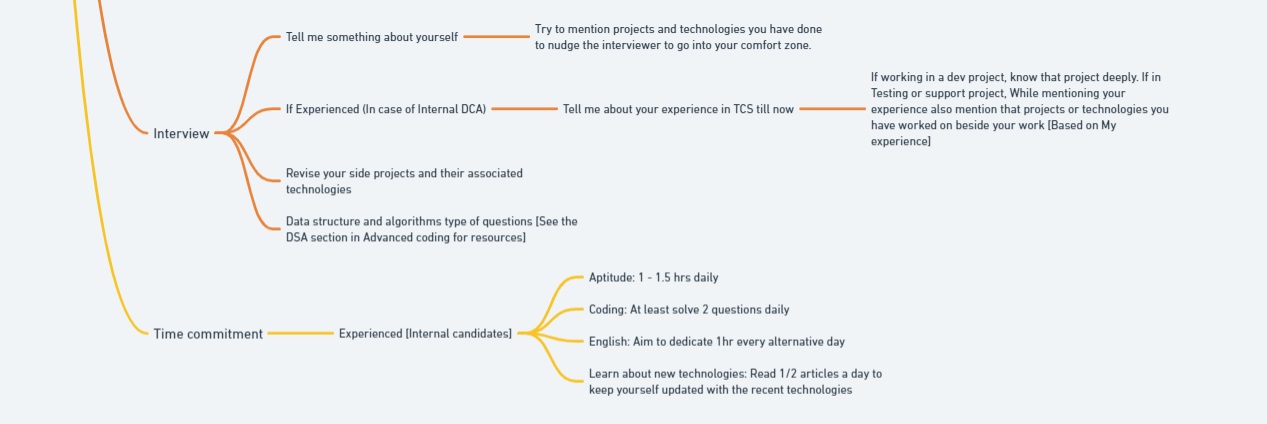 Interview
Tell me something about yourself
Try to mention projects and technologies you have done
to nudge the interviewer to go into your comfort zone.
If Experienced (In case of Internal DCA)
Tell me about your experience in TCS till now
If working in a dev project, know that project deeply. If in
Testing or support project, While mentioning your
experience also mention that projects or technologies you
have worked on beside your work [Based on My
experience]
Revise your side projects and their associated
technologies
Data structure and algorithms type of questions [See the
DSA section in Advanced coding for resources]
Time commitment
Experienced [Internal candidates]
Aptitude: 1 - 1.5 hrs daily
Coding: At least solve 2 questions daily
English: Aim to dedicate 1hr every alternative day
Learn about new technologies: Read 1/2 articles a day to
keep yourself updated with the recent technologies